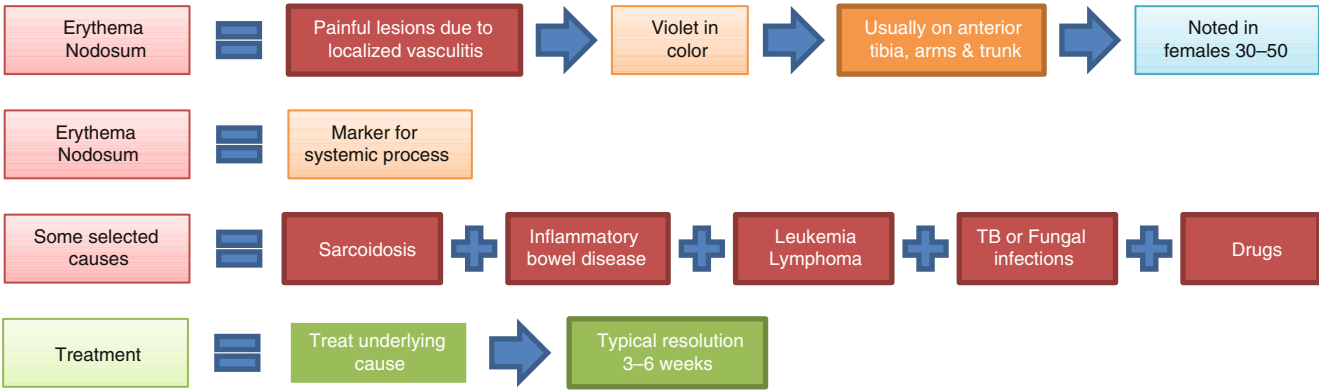 Erythema
Nodosum
Painful lesions due to
localized vasculitis
Violet in
color
Usually on anterior
tibia, arms & trunk
Noted in
females 30–50
Erythema
Nodosum
Marker for
systemic process
Some selected
causes
Sarcoidosis
Inflammatory
bowel disease
Leukemia
Lymphoma
TB or Fungal
infections
Drugs
Treatment
Treat underlying
cause
Typical resolution
3–6 weeks